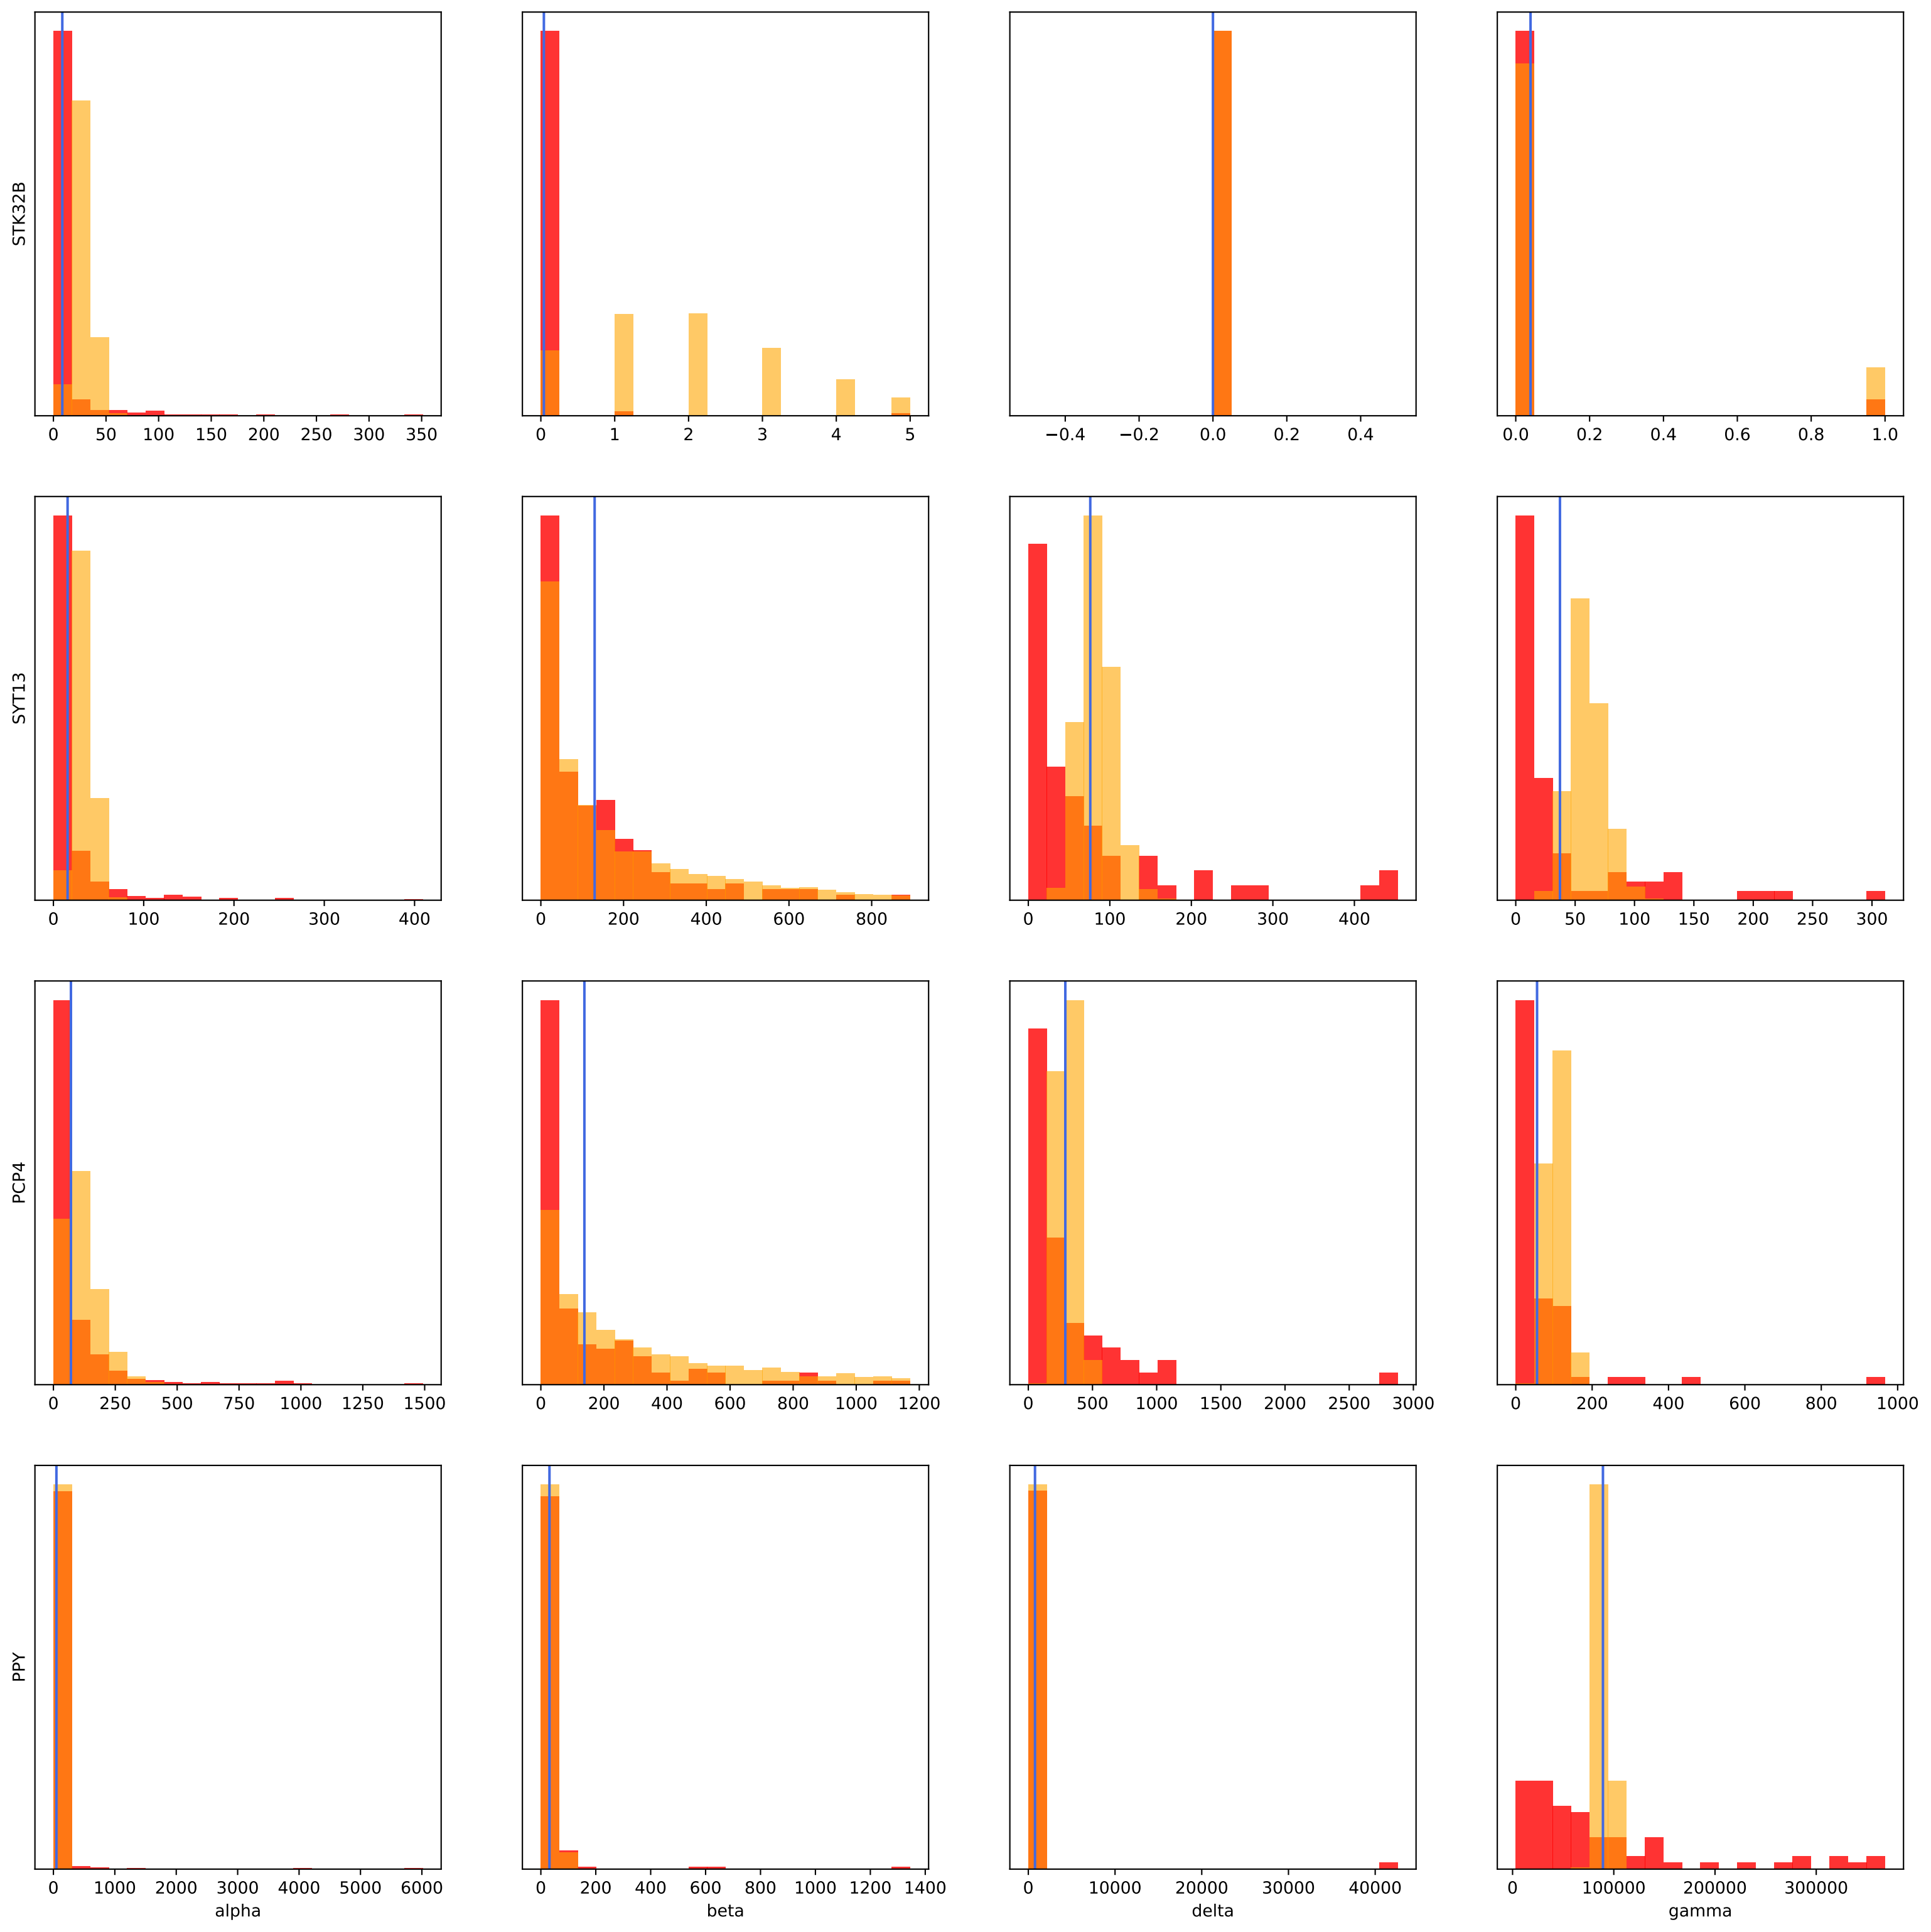 STK32B
0 50 100 150 200 250 300 350
0 1 2 3 4 5
−0.4 −0.2 0.0 0.2 0.4
0.0 0.2 0.4 0.6 0.8 1.0
SYT13
0 100 200 300 400
0 200 400 600 800
0 100 200 300 400
0 50 100 150 200 250 300
PCP4
0 250 500 750 1000 1250 1500
0 200 400 600 800 1000 1200
0 500 1000 1500 2000 2500 3000
0 200 400 600 800 1000
PPY
0 1000 2000 3000 4000 5000 6000
0 200 400 600 800 1000 1200 1400
0 10000 20000 30000 40000
0 100000 200000 300000
alpha
beta
delta
gamma